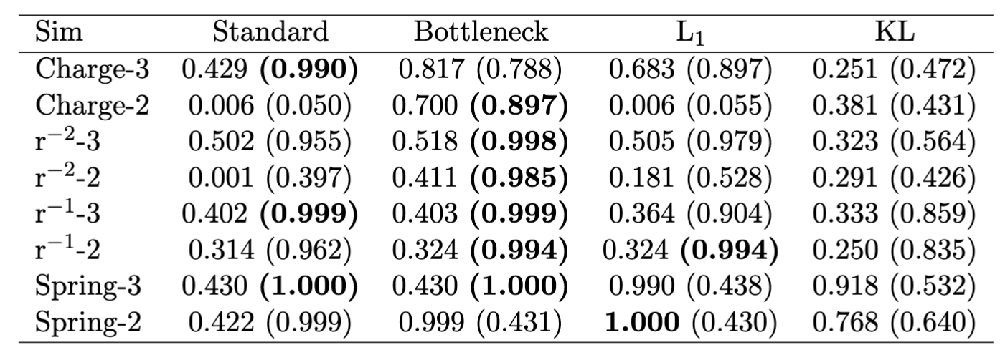 Sim Standard Bottleneck L₁ KL
Charge-3 0.429 (0.990) 0.817 (0.788) 0.683 (0.897) 0.251 (0.472)
Charge-2 0.006 (0.050) 0.700 (0.897) 0.006 (0.055) 0.381 (0.431)
r⁻²-3 0.502 (0.955) 0.518 (0.998) 0.505 (0.979) 0.323 (0.564)
r⁻²-2 0.001 (0.397) 0.411 (0.985) 0.181 (0.528) 0.291 (0.426)
r⁻¹-3 0.402 (0.999) 0.403 (0.999) 0.364 (0.904) 0.333 (0.859)
r⁻¹-2 0.314 (0.962) 0.324 (0.994) 0.324 (0.994) 0.250 (0.835)
Spring-3 0.430 (1.000) 0.430 (1.000) 0.990 (0.438) 0.918 (0.532)
Spring-2 0.422 (0.999) 0.999 (0.431) 1.000 (0.430) 0.768 (0.640)